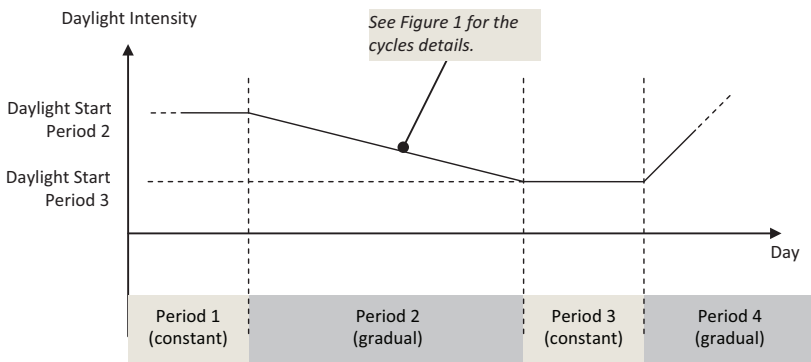 Daylight Intensity
See Figure 1 for the
cycles details.
Daylight Start
Period 2
Daylight Start
Period 3
Day
Period 1
(constant)
Period 2
(gradual)
Period 3
(constant)
Period 4
(gradual)